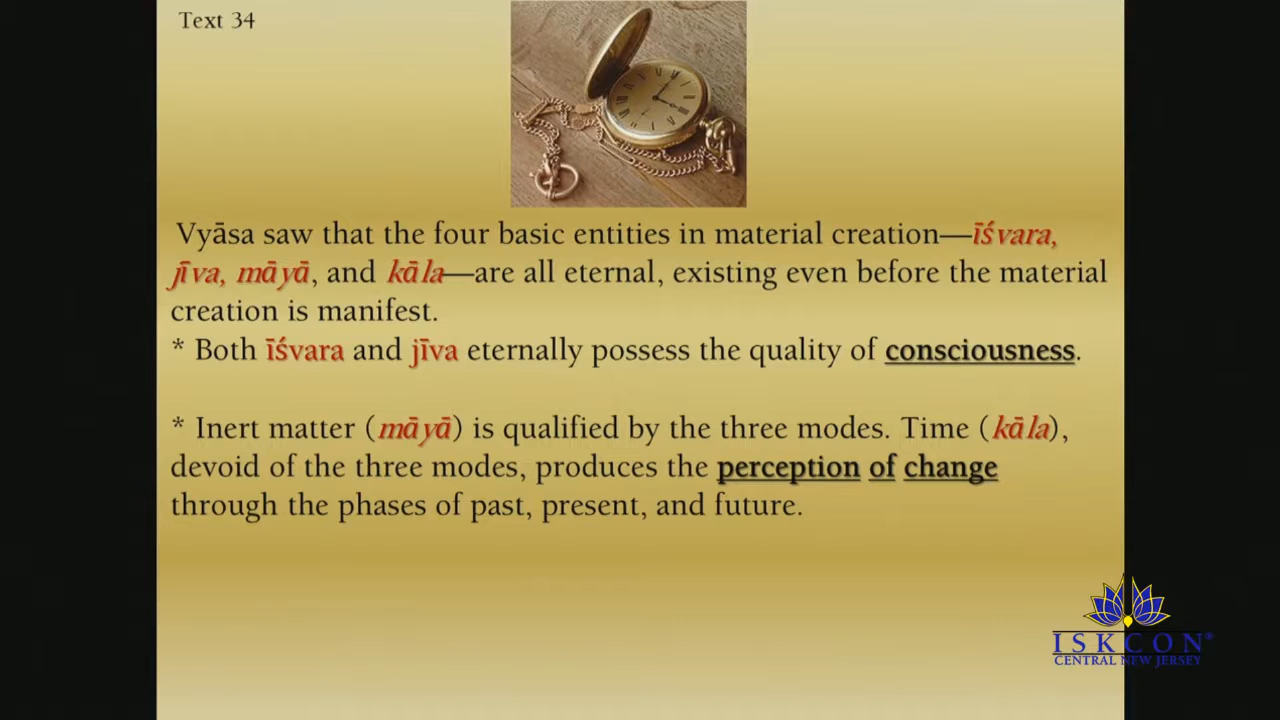 Text 34
Vyāsa saw that the four basic entities in material creation—īśvara,
jīva, māyā, and kāla—are all eternal, existing even before the material
creation is manifest.
* Both īśvara and jīva eternally possess the quality of consciousness.
* Inert matter (māyā) is qualified by the three modes. Time (kāla),
devoid of the three modes, produces the perception of change
through the phases of past, present, and future.
ISKCON®
CENTRAL NEW JERSEY